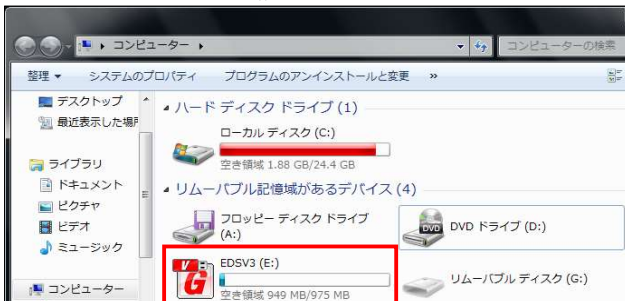 コンピューター
コンピューターの検索
整理 システムのプロパティ プログラムのアンインストールと変更 »
デスクトップ
最近表示した場所
ライブラリ
ドキュメント
ピクチャ
ビデオ
ミュージック
コンピューター
ハード ディスク ドライブ (1)
ローカル ディスク (C:)
空き領域 1.88 GB/24.4 GB
リムーバブル記憶域があるデバイス (4)
フロッピー ディスク ドライブ
(A:)
DVD
DVD ドライブ (D:)
V
G
EDSV3 (E:)
空き領域 949 MB/975 MB
リムーバブル ディスク (G:)